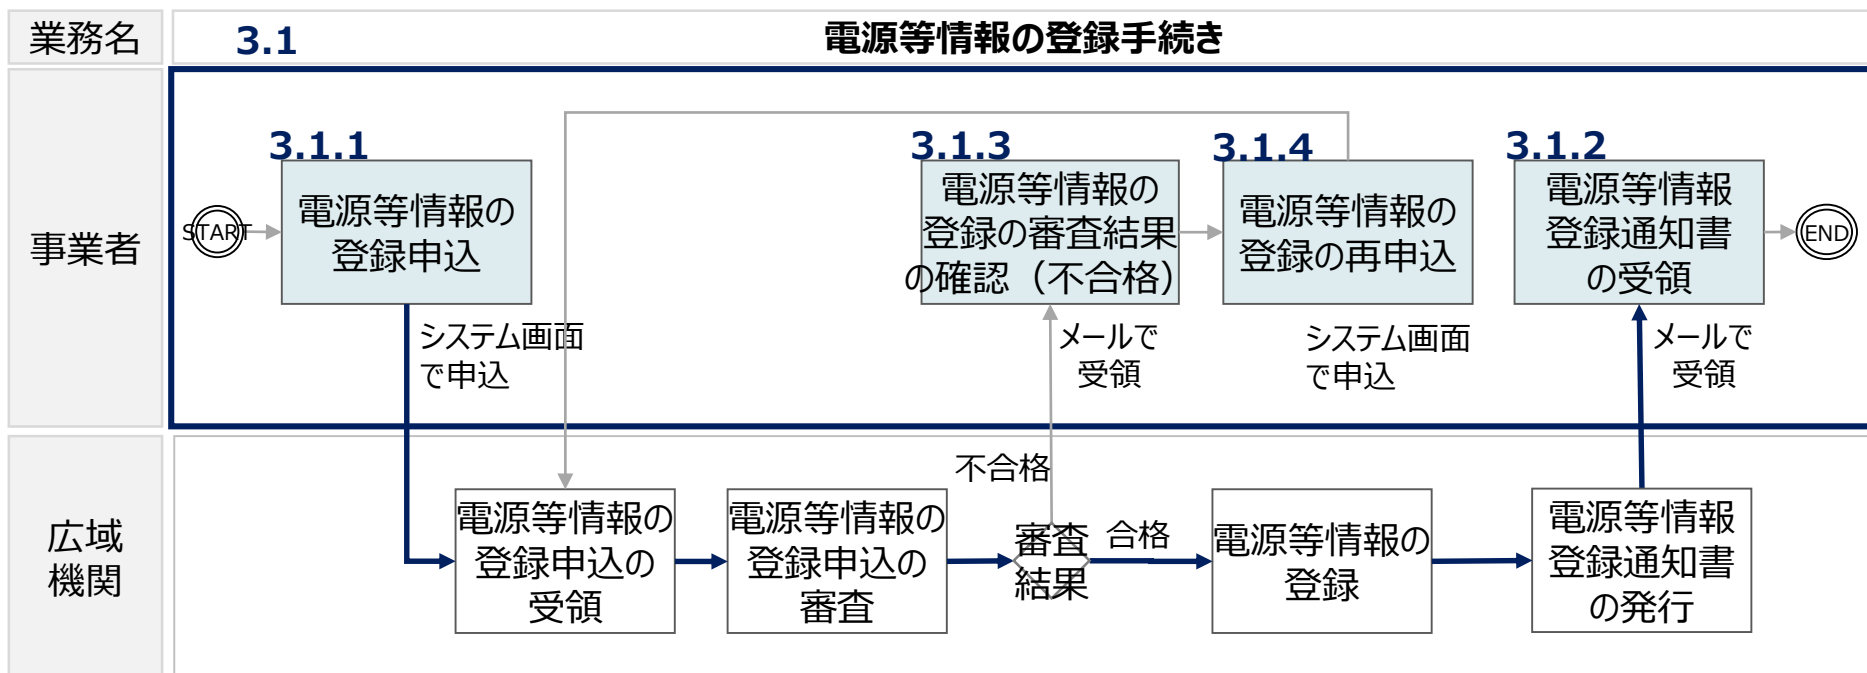 業務名
3.1
電源等情報の登録手続き
事業者
START
3.1.1
電源等情報の
登録申込
システム画面
で申込
3.1.3
電源等情報の
登録の審査結果
の確認（不合格）
メールで
受領
3.1.4
電源等情報の
登録の再申込
システム画面
で申込
3.1.2
電源等情報
登録通知書
の受領
メールで
受領
END
広域
機関
電源等情報の
登録申込の
受領
電源等情報の
登録申込の
審査
不合格
審査
結果
合格
電源等情報の
登録
電源等情報
登録通知書
の発行